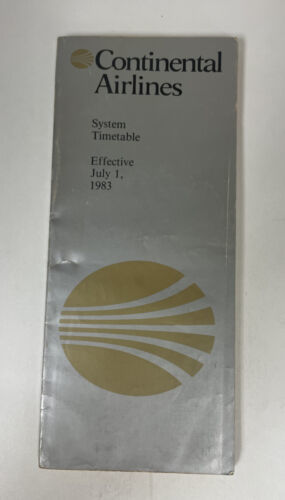 Continental
Airlines
System
Timetable
Effective
July 1,
1983